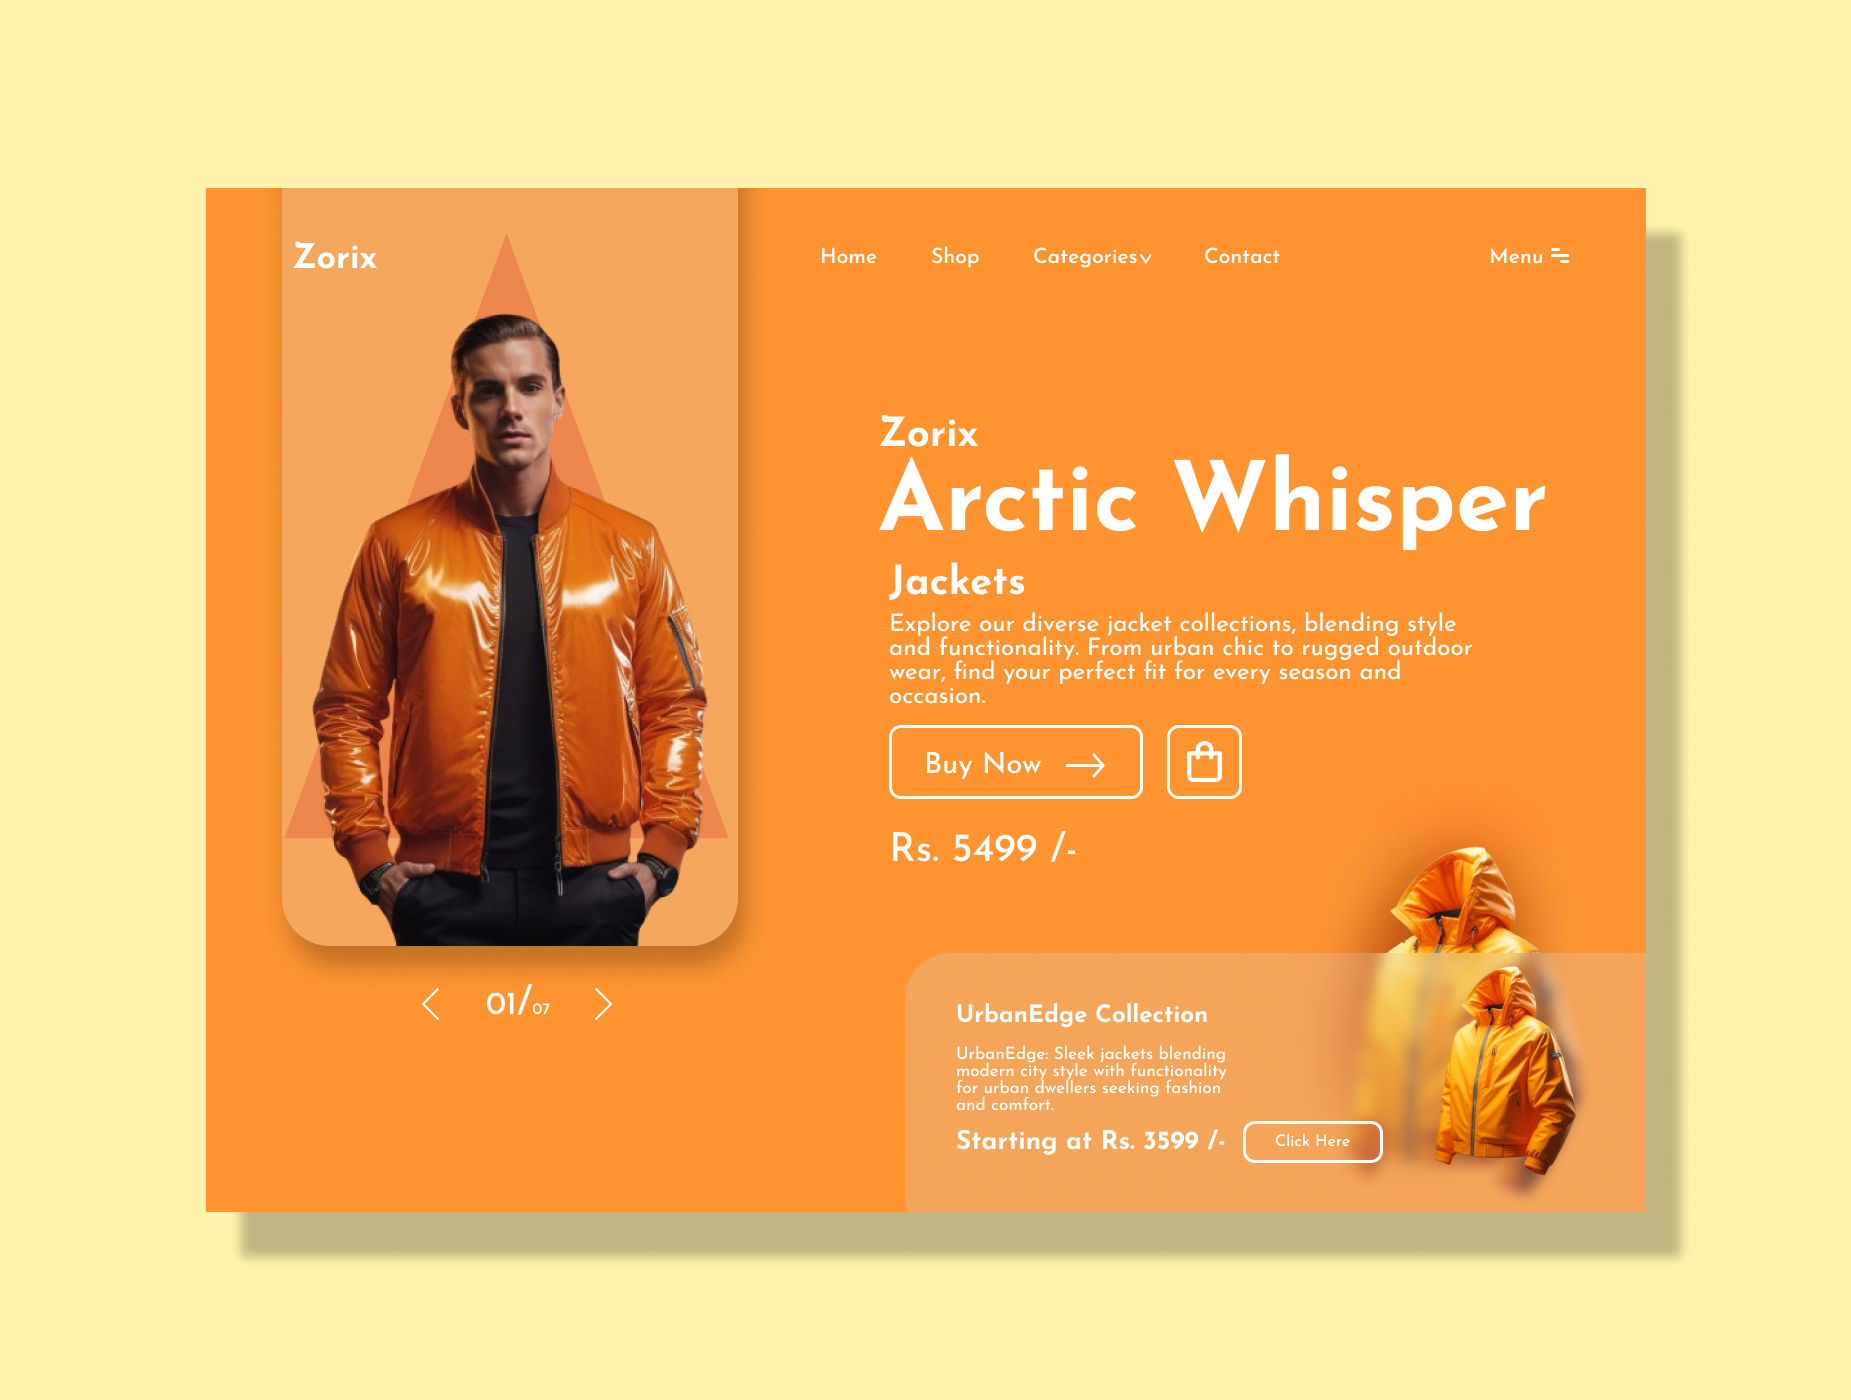 Zorix
Home
Shop
Categories
Contact
Menu
Zorix
Arctic Whisper
Jackets
Explore our diverse jacket collections, blending style
and functionality. From urban chic to rugged outdoor
wear, find your perfect fit for every season and
occasion.
Buy Now
Rs. 5499 /-
01/07
UrbanEdge Collection
UrbanEdge: Sleek jackets blending
modern city style with functionality
for urban dwellers seeking fashion
and comfort.
Starting at Rs. 3599 /-
Click Here